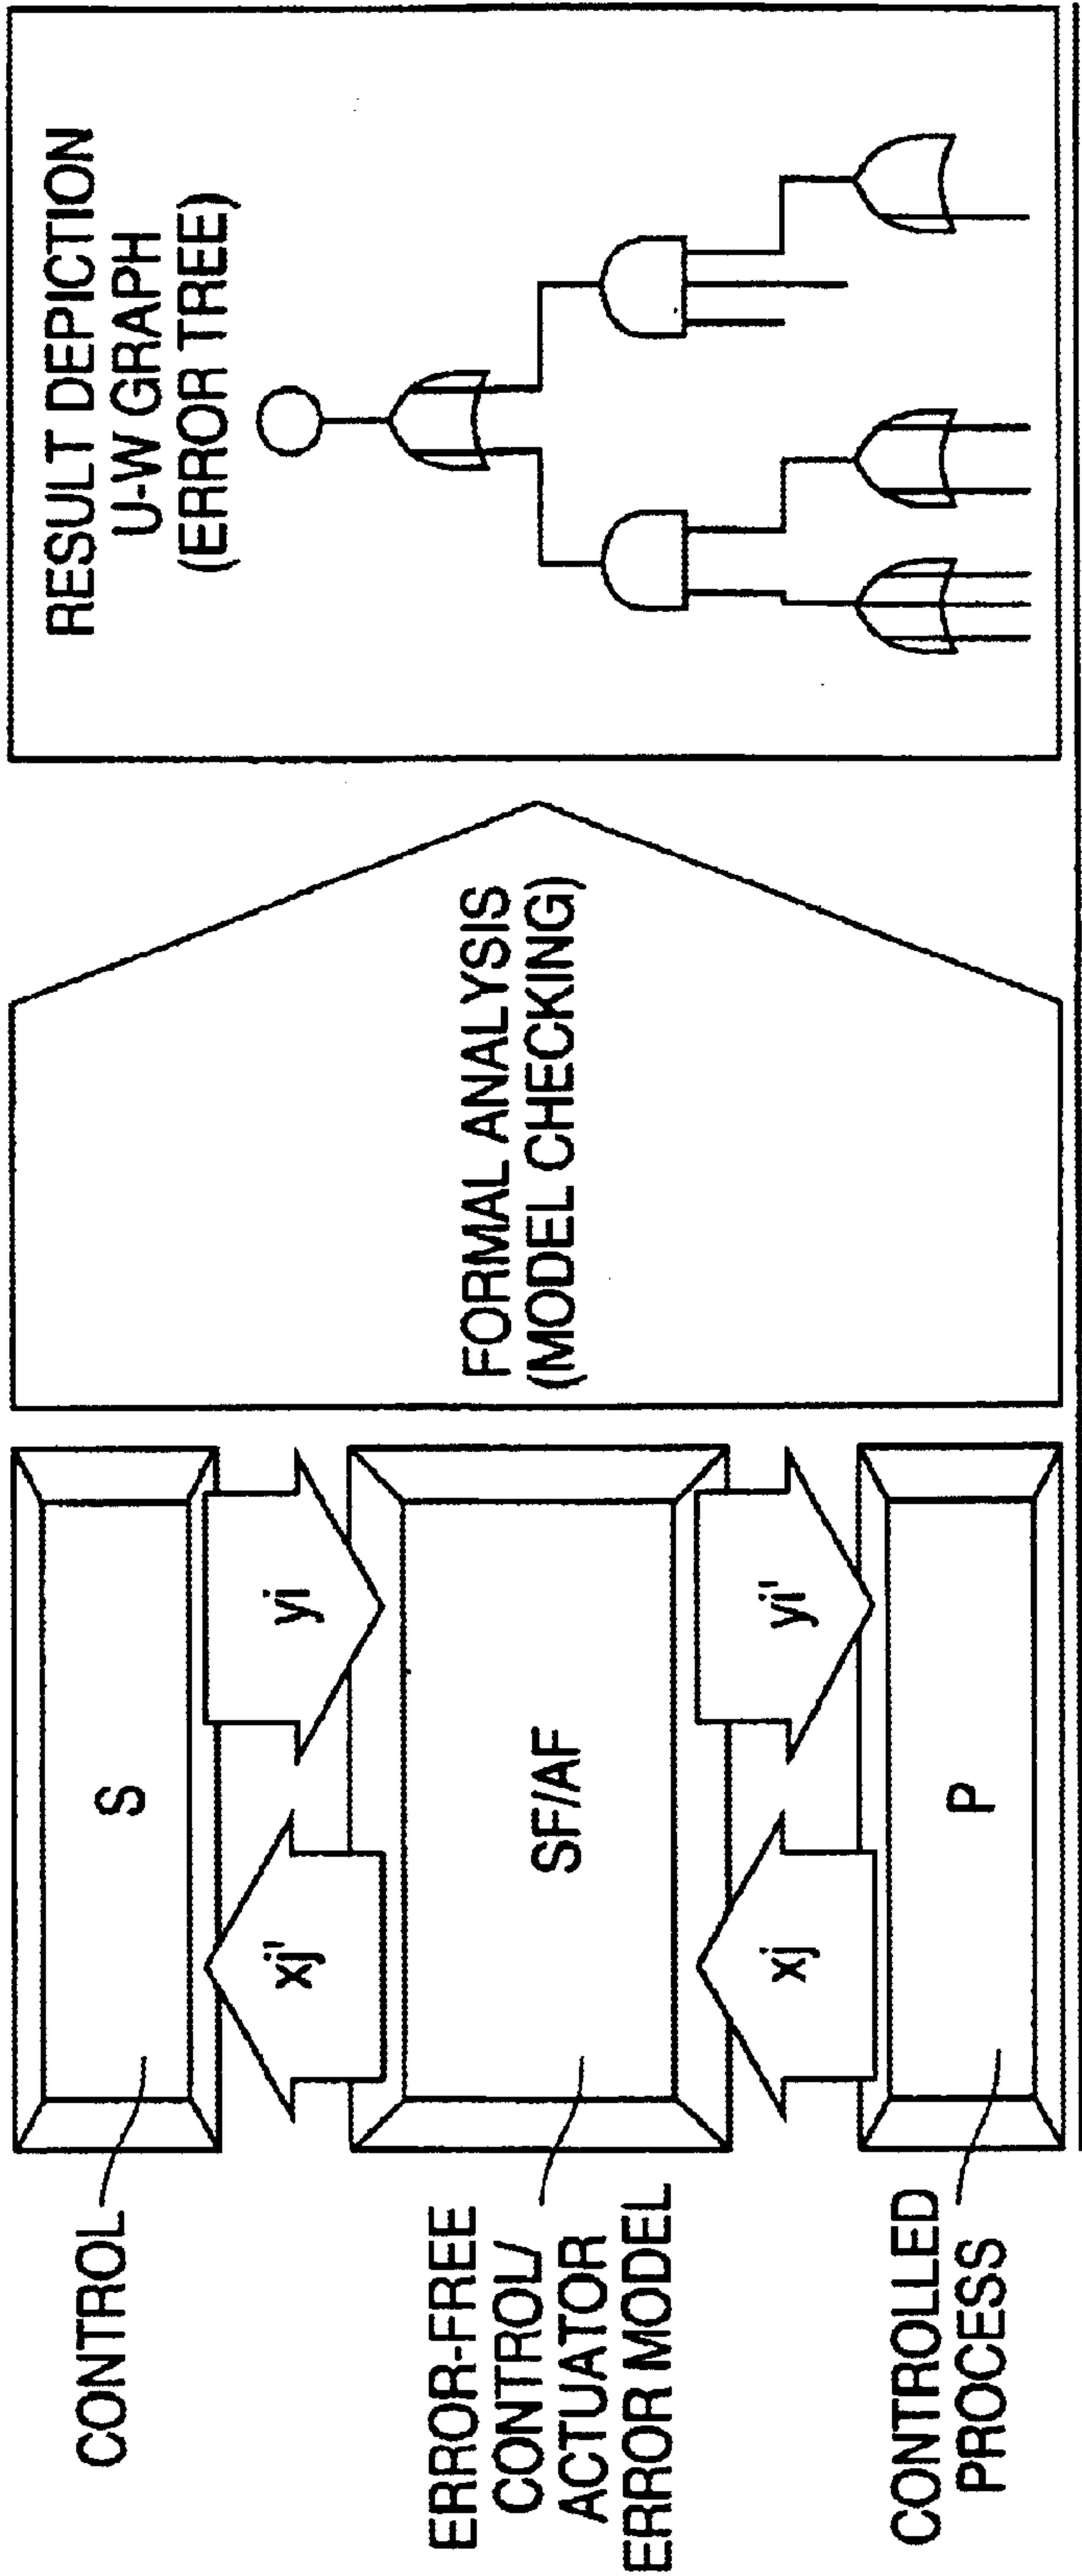 CONTROL
S
xj'
yi
ERROR-FREE
CONTROL/
ACTUATOR
ERROR MODEL
SF/AF
xj
yi'
CONTROLLED
PROCESS
P
FORMAL ANALYSIS
(MODEL CHECKING)
RESULT DEPICTION
U-W GRAPH
(ERROR TREE)